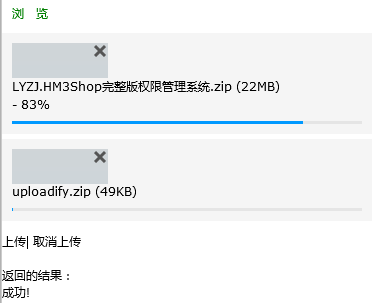 浏 览
LYZJ.HM3Shop完整版权限管理系统.zip (22MB)
- 83%
uploadify.zip (49KB)
上传| 取消上传
返回的结果：
成功!